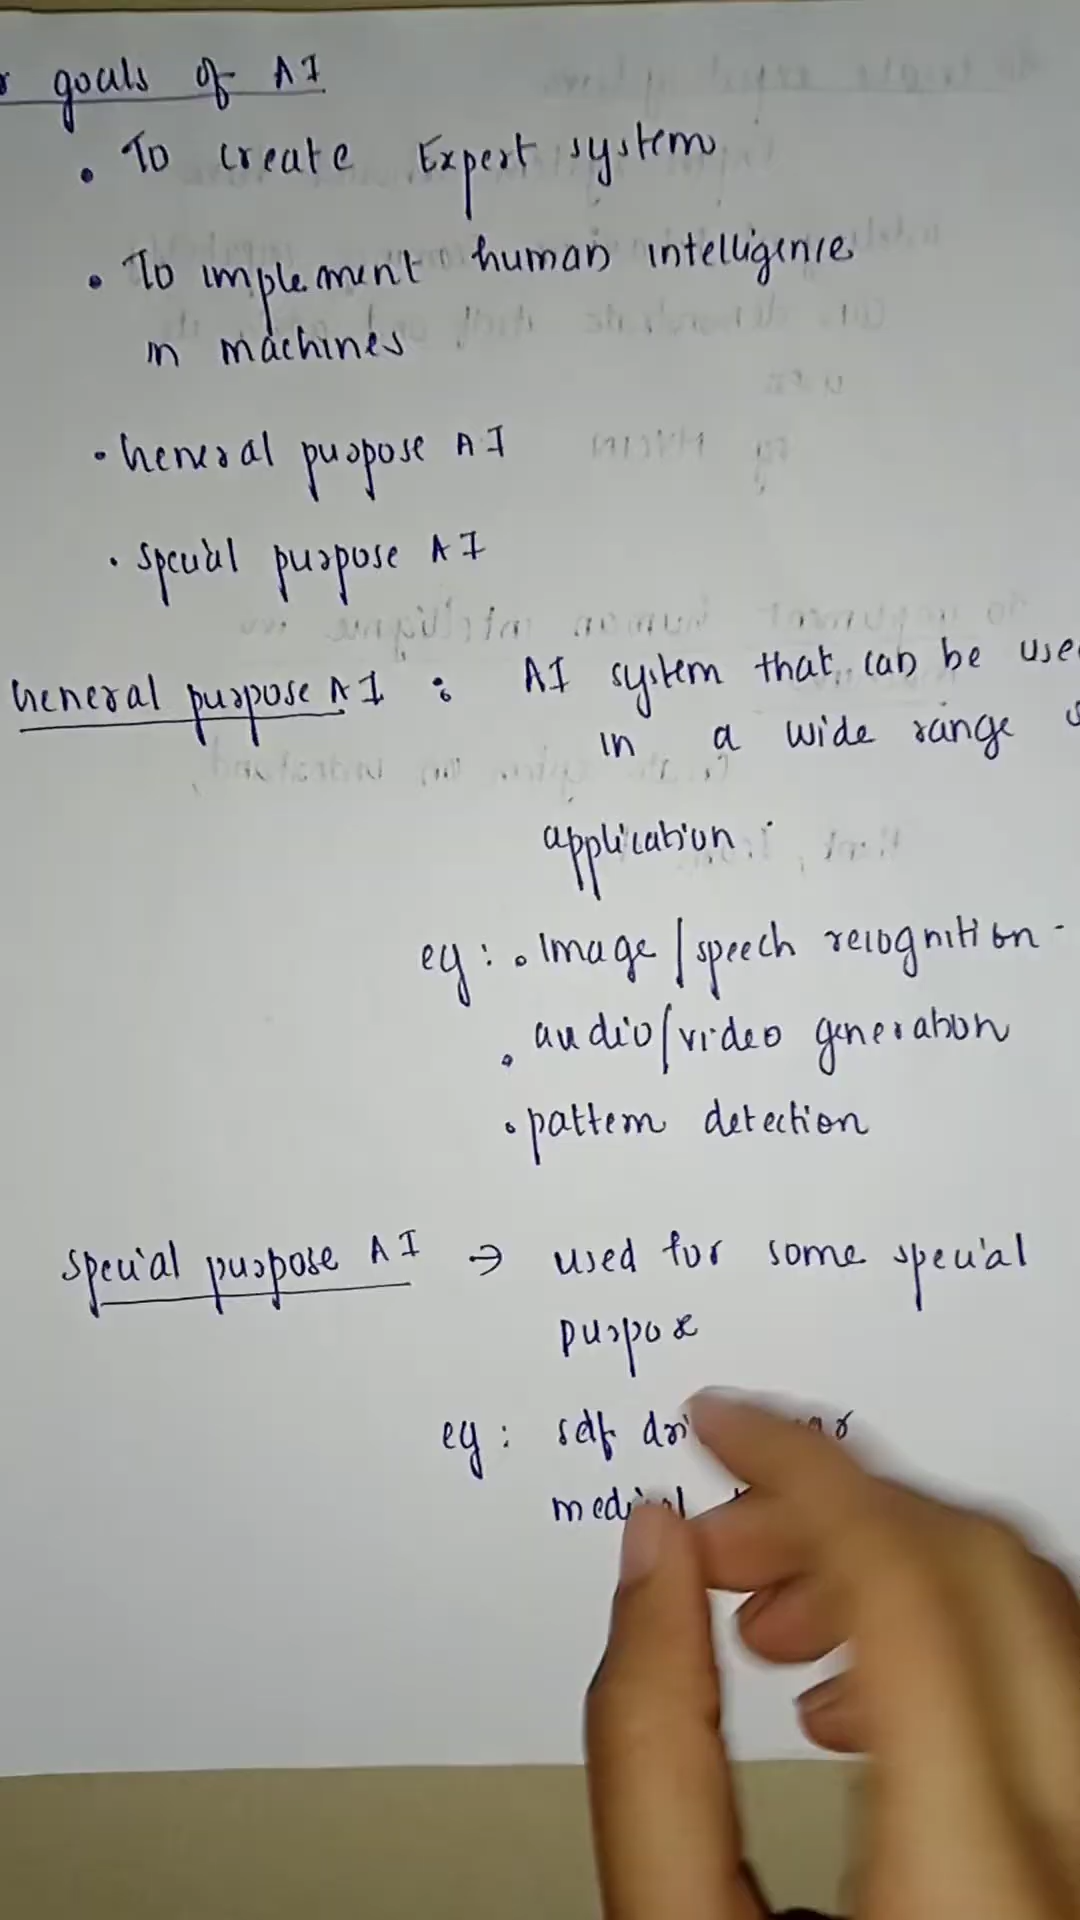 goals of AI
• To create Expert system
• To implement human intelligence
in machines
• General purpose AI
• special purpose AI
General purpose AI : AI system that can be use
in a wide range
application.
eg: • Image/speech recognition-
• audio/video generation
• pattern detection
special purpose AI → used for some special
purpose
eg: self
medical